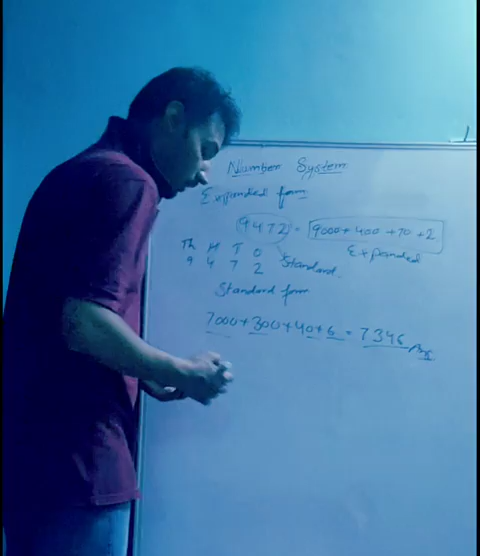 Number System
Expanded form
9472 = 9000 + 400 + 70 + 2
Th H T O
9 4 7 2
Standard
Expanded
Standard form
7000 + 300 + 40 + 6 = 7346 Ans